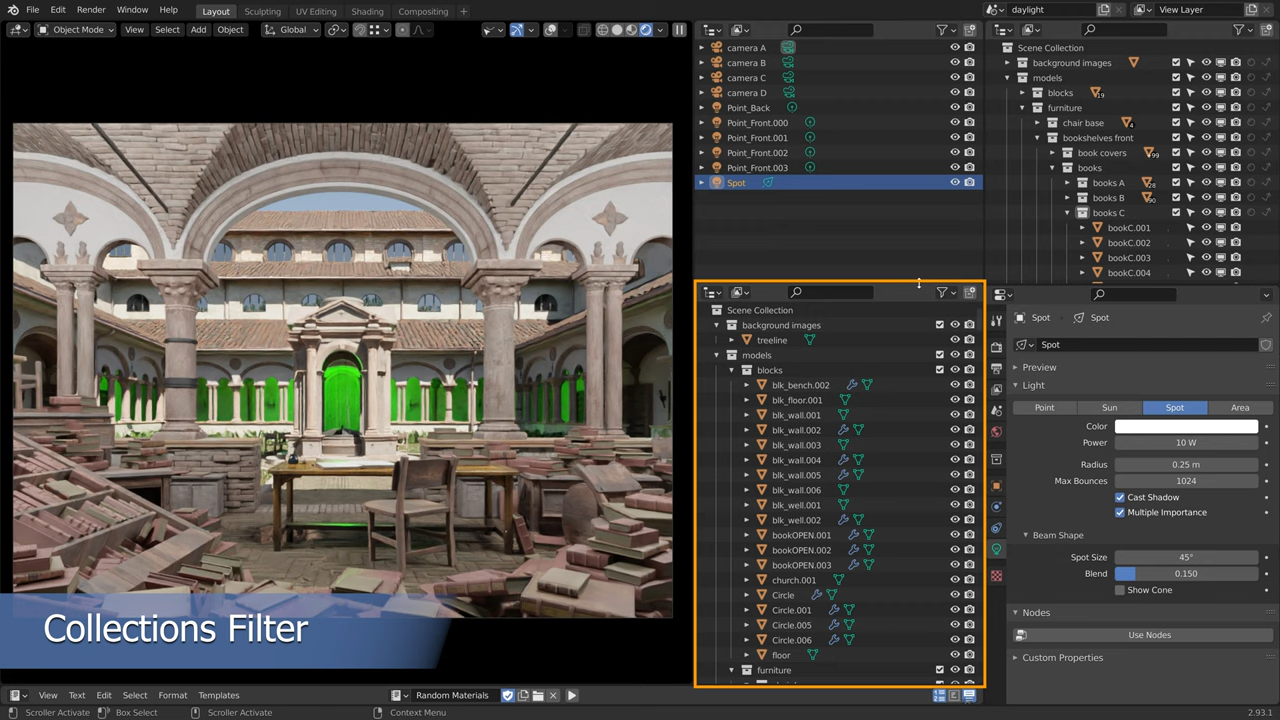 File Edit Render Window Help Layout Sculpting UV Editing Shading Compositing + daylight View Layer
Object Mode View Select Add Object Global
camera A
camera B
camera C
camera D
Point_Back
Point_Front.000
Point_Front.001
Point_Front.002
Point_Front.003
Spot
Scene Collection
background images
models
blocks 19
furniture
chair base 4
bookshelves front
book covers 99
books
books A 28
books B 90
books C
bookC.001
bookC.002
bookC.003
bookC.004
Scene Collection
background images
treeline
models
blocks
blk_bench.002
blk_floor.001
blk_wall.001
blk_wall.002
blk_wall.003
blk_wall.004
blk_wall.005
blk_wall.006
blk_well.001
blk_well.002
bookOPEN.001
bookOPEN.002
bookOPEN.003
church.001
Circle
Circle.001
Circle.005
Circle.006
floor
furniture
Spot Spot
Spot
Preview
Light
Point Sun Spot Area
Color
Power 10 W
Radius 0.25 m
Max Bounces 1024
Cast Shadow
Multiple Importance
Beam Shape
Spot Size 45°
Blend 0.150
Show Cone
Nodes
Use Nodes
Custom Properties
Collections Filter
View Text Edit Select Format Templates Random Materials
Scroller Activate Box Select Scroller Activate Context Menu 2.93.1